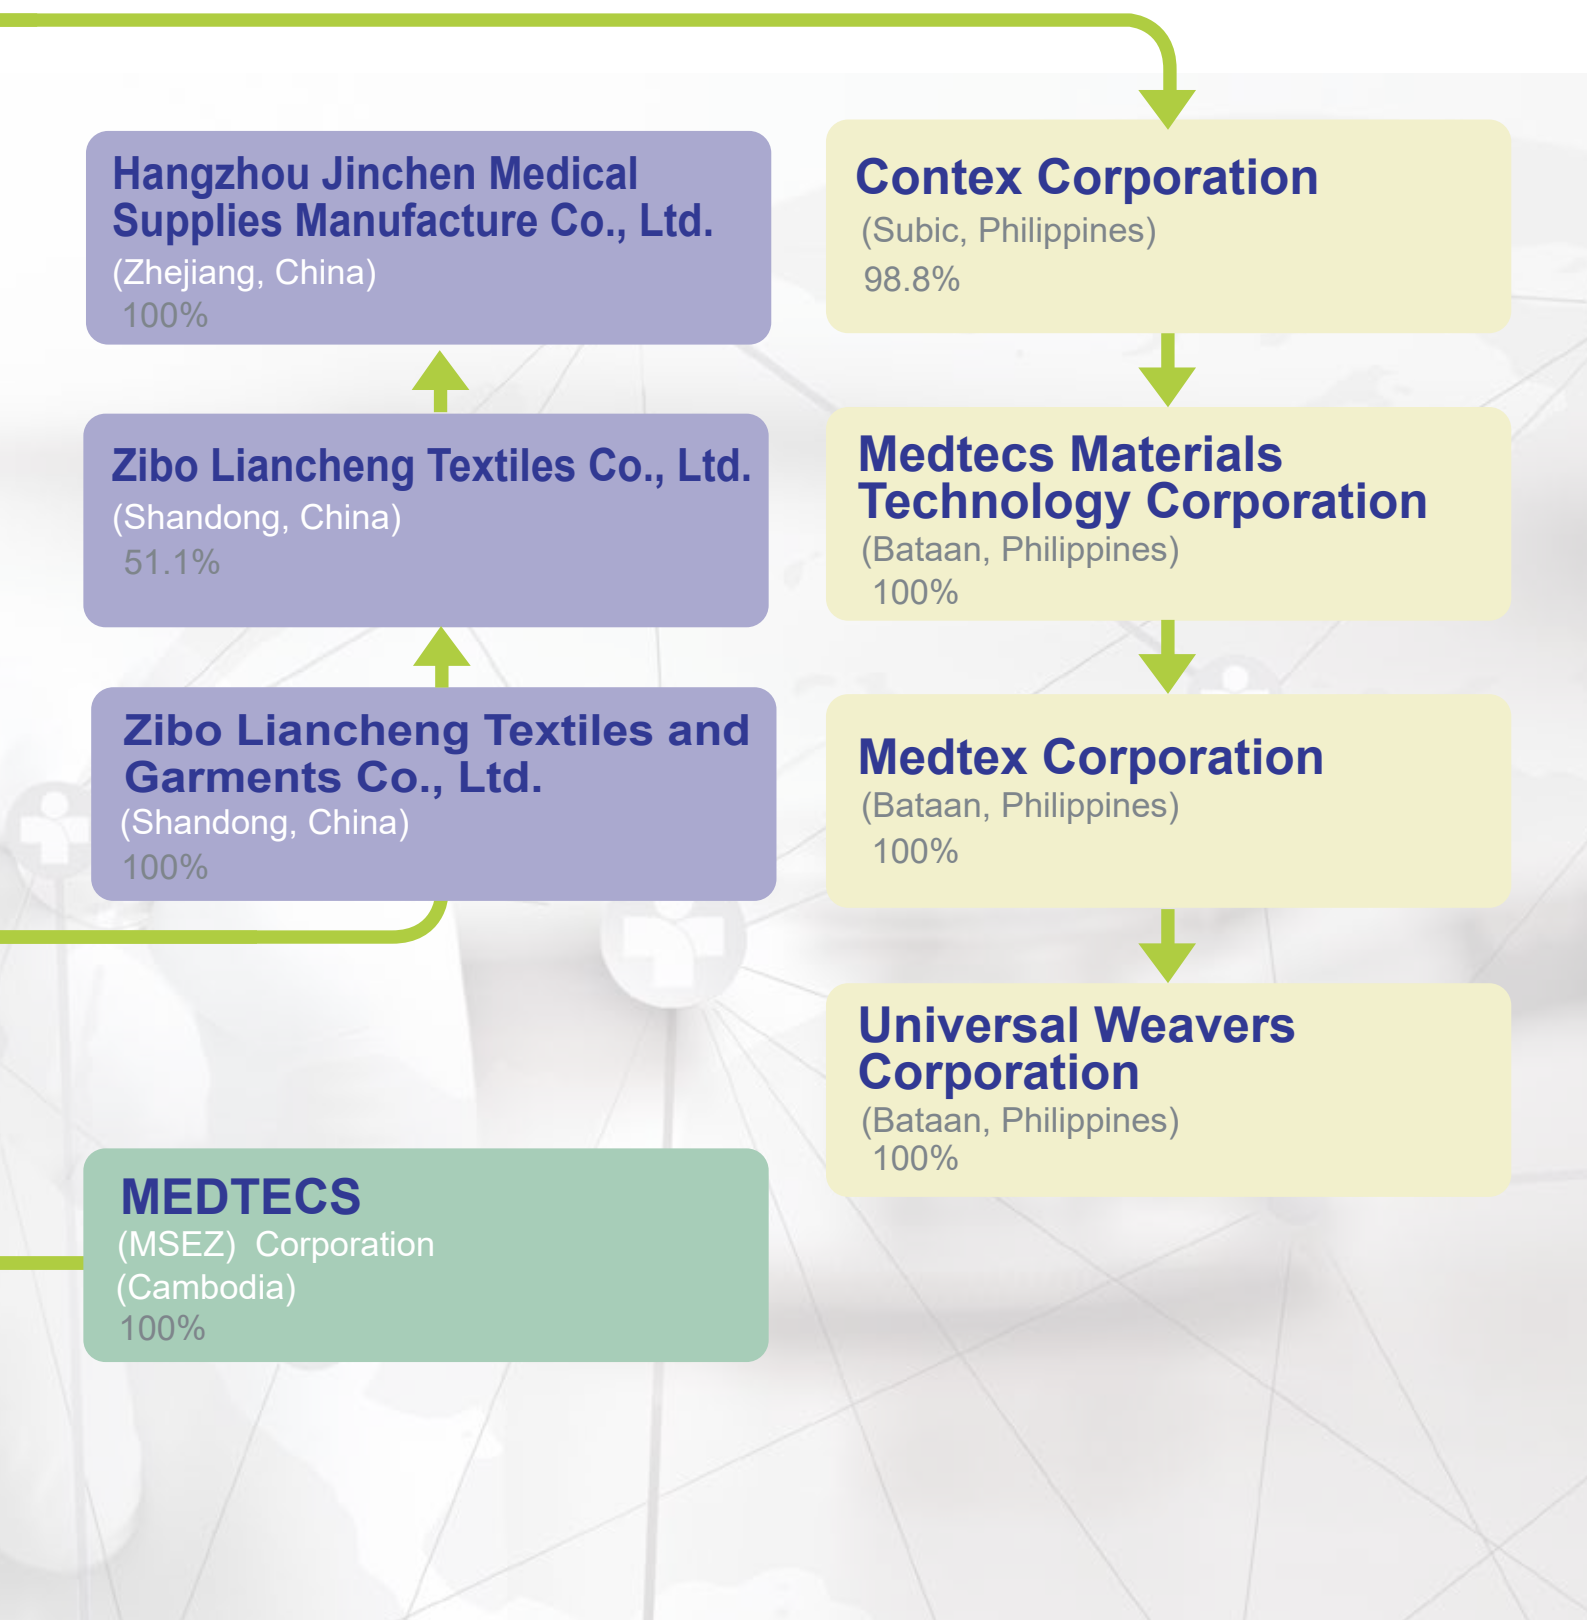 Hangzhou Jinchen Medical
Supplies Manufacture Co., Ltd.
(Zhejiang, China)
100%
Zibo Liancheng Textiles Co., Ltd.
(Shandong, China)
51.1%
Zibo Liancheng Textiles and
Garments Co., Ltd.
(Shandong, China)
100%
MEDTECS
(MSEZ) Corporation
(Cambodia)
100%
Contex Corporation
(Subic, Philippines)
98.8%
Medtecs Materials
Technology Corporation
(Bataan, Philippines)
100%
Medtex Corporation
(Bataan, Philippines)
100%
Universal Weavers
Corporation
(Bataan, Philippines)
100%